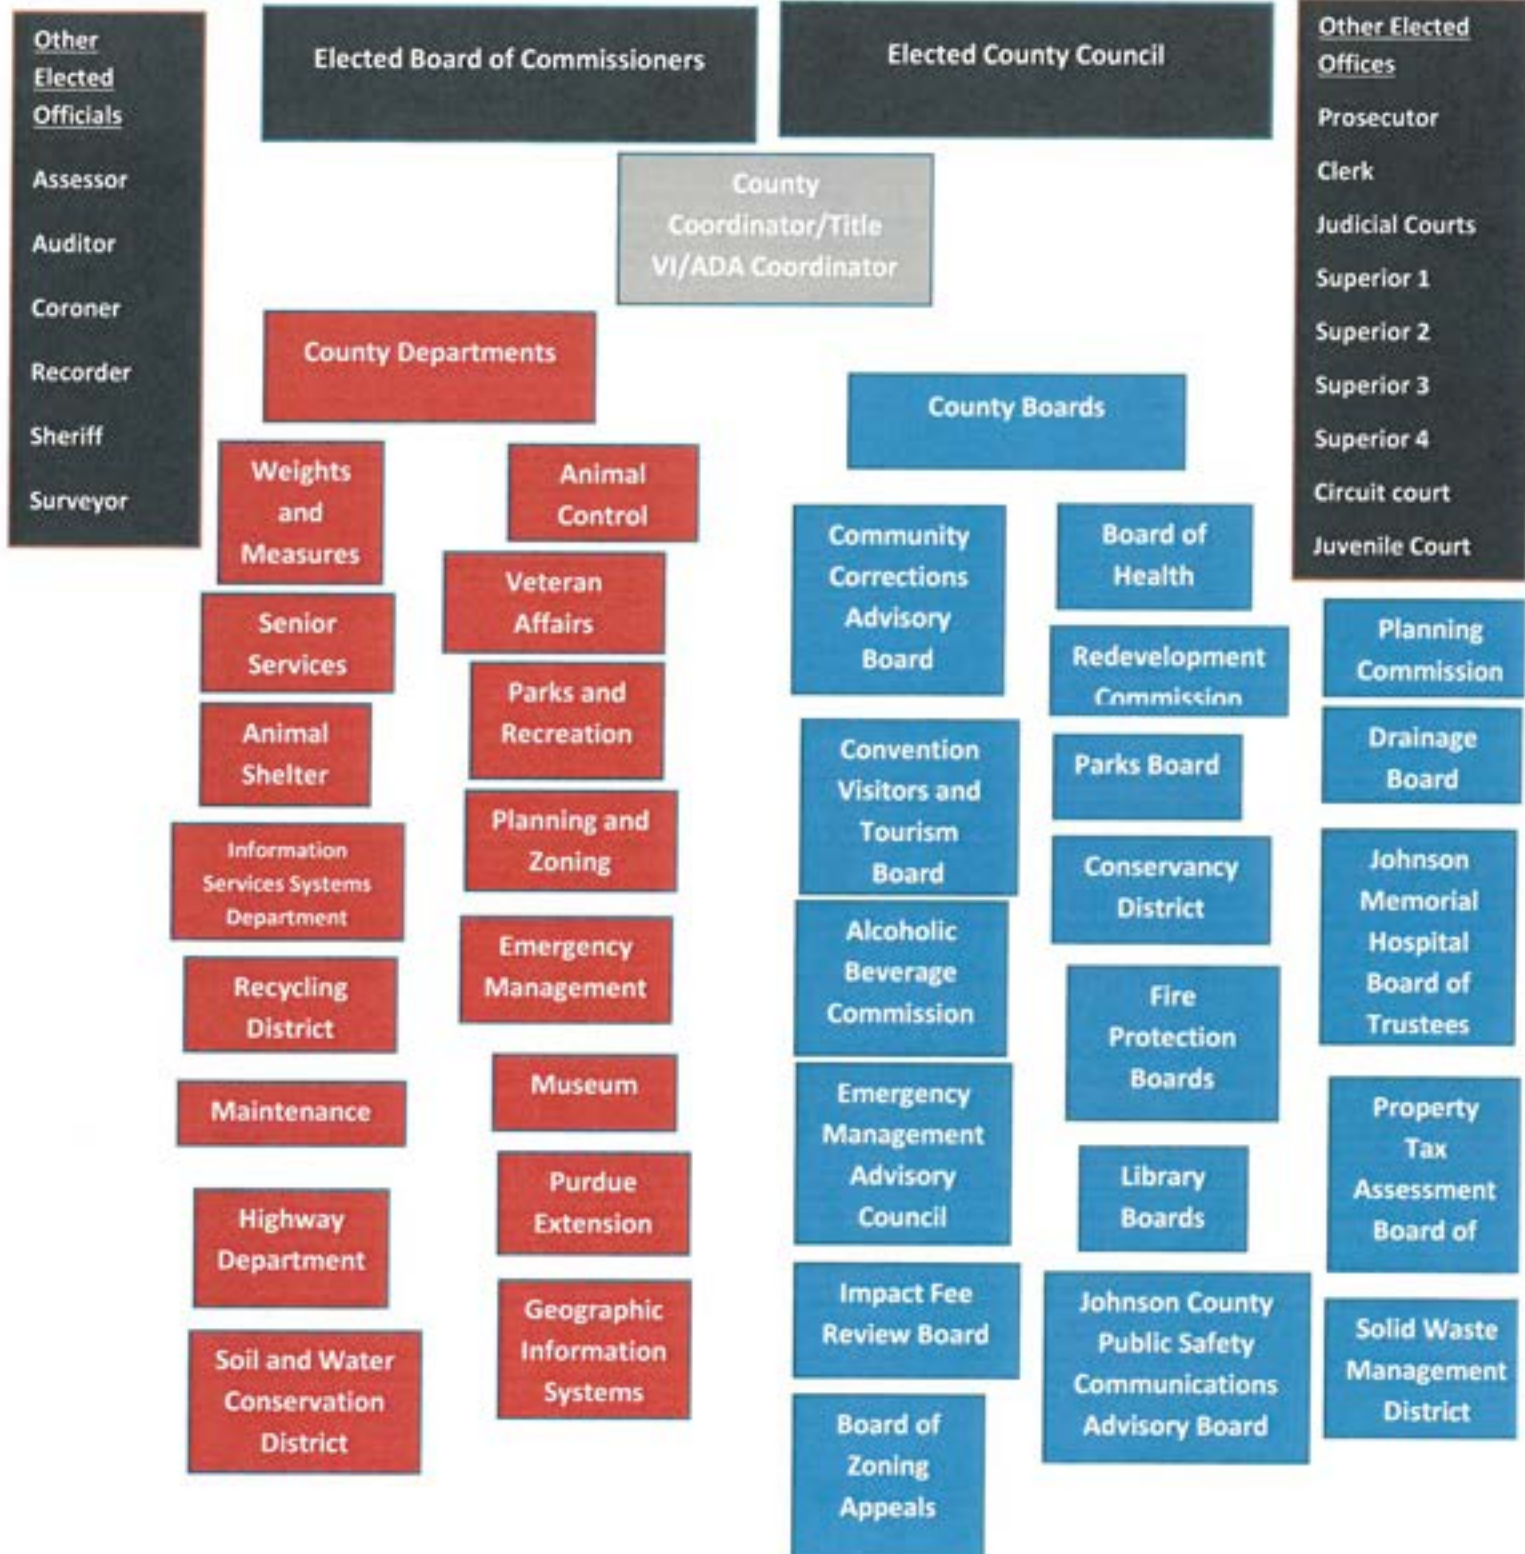 Other
Elected
Officials
Assessor
Auditor
Coroner
Recorder
Sheriff
Surveyor
Elected Board of Commissioners
Elected County Council
Other Elected
Offices
Prosecutor
Clerk
Judicial Courts
Superior 1
Superior 2
Superior 3
Superior 4
Circuit court
Juvenile Court
County
Coordinator/Title
VI/ADA Coordinator
County Departments
Weights
and
Measures
Senior
Services
Animal
Shelter
Information
Services Systems
Department
Recycling
District
Maintenance
Highway
Department
Soil and Water
Conservation
District
Animal
Control
Veteran
Affairs
Parks and
Recreation
Planning and
Zoning
Emergency
Management
Museum
Purdue
Extension
Geographic
Information
Systems
County Boards
Community
Corrections
Advisory
Board
Convention
Visitors and
Tourism
Board
Alcoholic
Beverage
Commission
Emergency
Management
Advisory
Council
Impact Fee
Review Board
Board of
Zoning
Appeals
Board of
Health
Redevelopment
Commission
Parks Board
Conservancy
District
Fire
Protection
Boards
Library
Boards
Johnson County
Public Safety
Communications
Advisory Board
Planning
Commission
Drainage
Board
Johnson
Memorial
Hospital
Board of
Trustees
Property
Tax
Assessment
Board of
Solid Waste
Management
District